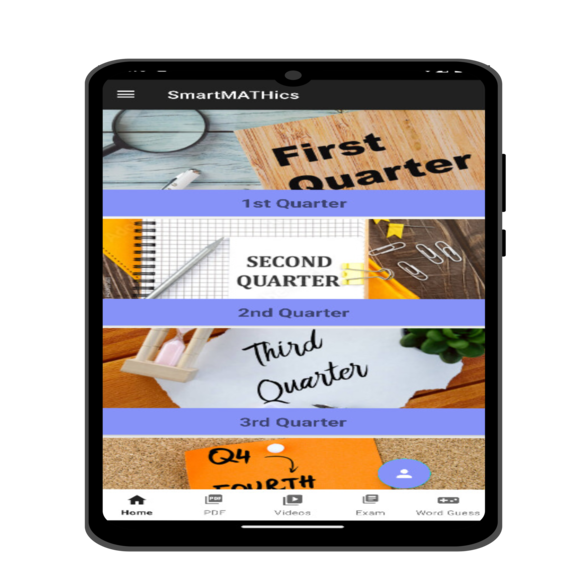 SmartMATHics
First
Quarter
1st Quarter
SECOND
QUARTER
2nd Quarter
Third
Quarter
3rd Quarter
Q4
FOURTH
Home
PDF
PDF
Videos
Exam
Word Guess